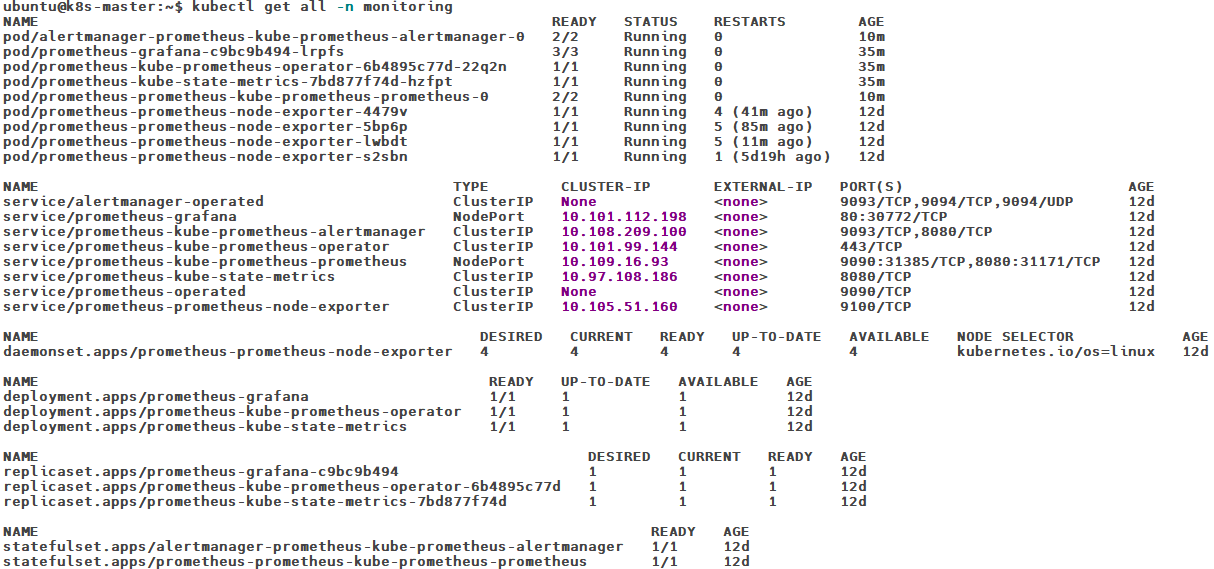 ubuntu@k8s-master:~$ kubectl get all -n monitoring
NAME READY STATUS RESTARTS AGE
pod/alertmanager-prometheus-kube-prometheus-alertmanager-0 2/2 Running 0 10m
pod/prometheus-grafana-c9bc9b494-lrpfs 3/3 Running 0 35m
pod/prometheus-kube-prometheus-operator-6b4895c77d-22q2n 1/1 Running 0 35m
pod/prometheus-kube-state-metrics-7bd877f74d-hzfpt 1/1 Running 0 35m
pod/prometheus-prometheus-kube-prometheus-prometheus-0 2/2 Running 0 10m
pod/prometheus-prometheus-node-exporter-4479v 1/1 Running 4 (41m ago) 12d
pod/prometheus-prometheus-node-exporter-5bp6p 1/1 Running 5 (85m ago) 12d
pod/prometheus-prometheus-node-exporter-lwbdt 1/1 Running 5 (11m ago) 12d
pod/prometheus-prometheus-node-exporter-s2sbn 1/1 Running 1 (5d19h ago) 12d
NAME TYPE CLUSTER-IP EXTERNAL-IP PORT(S) AGE
service/alertmanager-operated ClusterIP None <none> 9093/TCP,9094/TCP,9094/UDP 12d
service/prometheus-grafana NodePort 10.101.112.198 <none> 80:30772/TCP 12d
service/prometheus-kube-prometheus-alertmanager ClusterIP 10.108.209.100 <none> 9093/TCP,8080/TCP 12d
service/prometheus-kube-prometheus-operator ClusterIP 10.101.99.144 <none> 443/TCP 12d
service/prometheus-kube-prometheus-prometheus NodePort 10.109.16.93 <none> 9090:31385/TCP,8080:31171/TCP 12d
service/prometheus-kube-state-metrics ClusterIP 10.97.108.186 <none> 8080/TCP 12d
service/prometheus-operated ClusterIP None <none> 9090/TCP 12d
service/prometheus-prometheus-node-exporter ClusterIP 10.105.51.160 <none> 9100/TCP 12d
NAME DESIRED CURRENT READY UP-TO-DATE AVAILABLE NODE SELECTOR AGE
daemonset.apps/prometheus-prometheus-node-exporter 4 4 4 4 4 kubernetes.io/os=linux 12d
NAME READY UP-TO-DATE AVAILABLE AGE
deployment.apps/prometheus-grafana 1/1 1 1 12d
deployment.apps/prometheus-kube-prometheus-operator 1/1 1 1 12d
deployment.apps/prometheus-kube-state-metrics 1/1 1 1 12d
NAME DESIRED CURRENT READY AGE
replicaset.apps/prometheus-grafana-c9bc9b494 1 1 1 12d
replicaset.apps/prometheus-kube-prometheus-operator-6b4895c77d 1 1 1 12d
replicaset.apps/prometheus-kube-state-metrics-7bd877f74d 1 1 1 12d
NAME READY AGE
statefulset.apps/alertmanager-prometheus-kube-prometheus-alertmanager 1/1 12d
statefulset.apps/prometheus-prometheus-kube-prometheus-prometheus 1/1 12d